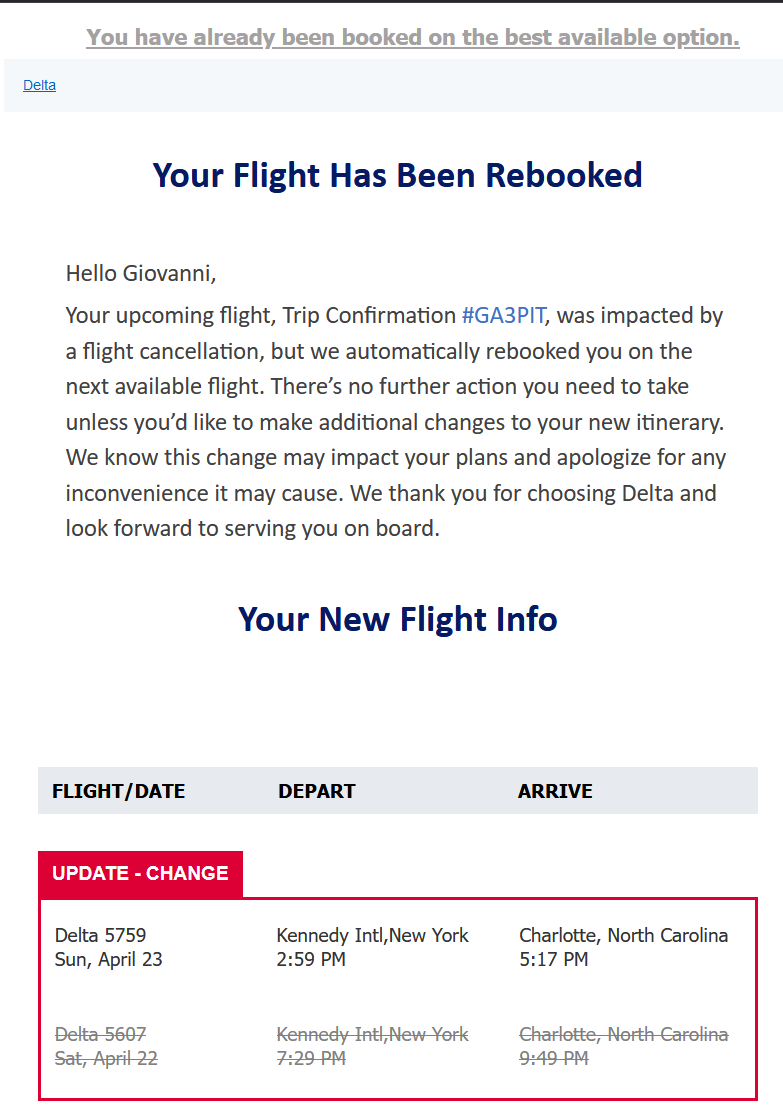 You have already been booked on the best available option.
Delta
Your Flight Has Been Rebooked
Hello Giovanni,
Your upcoming flight, Trip Confirmation #GA3PIT, was impacted by
a flight cancellation, but we automatically rebooked you on the
next available flight. There’s no further action you need to take
unless you’d like to make additional changes to your new itinerary.
We know this change may impact your plans and apologize for any
inconvenience it may cause. We thank you for choosing Delta and
look forward to serving you on board.
Your New Flight Info
FLIGHT/DATE DEPART ARRIVE
UPDATE - CHANGE
Delta 5759 Kennedy Intl,New York Charlotte, North Carolina
Sun, April 23 2:59 PM 5:17 PM
Delta 5607 Kennedy Intl,New York Charlotte, North Carolina
Sat, April 22 7:29 PM 9:49 PM